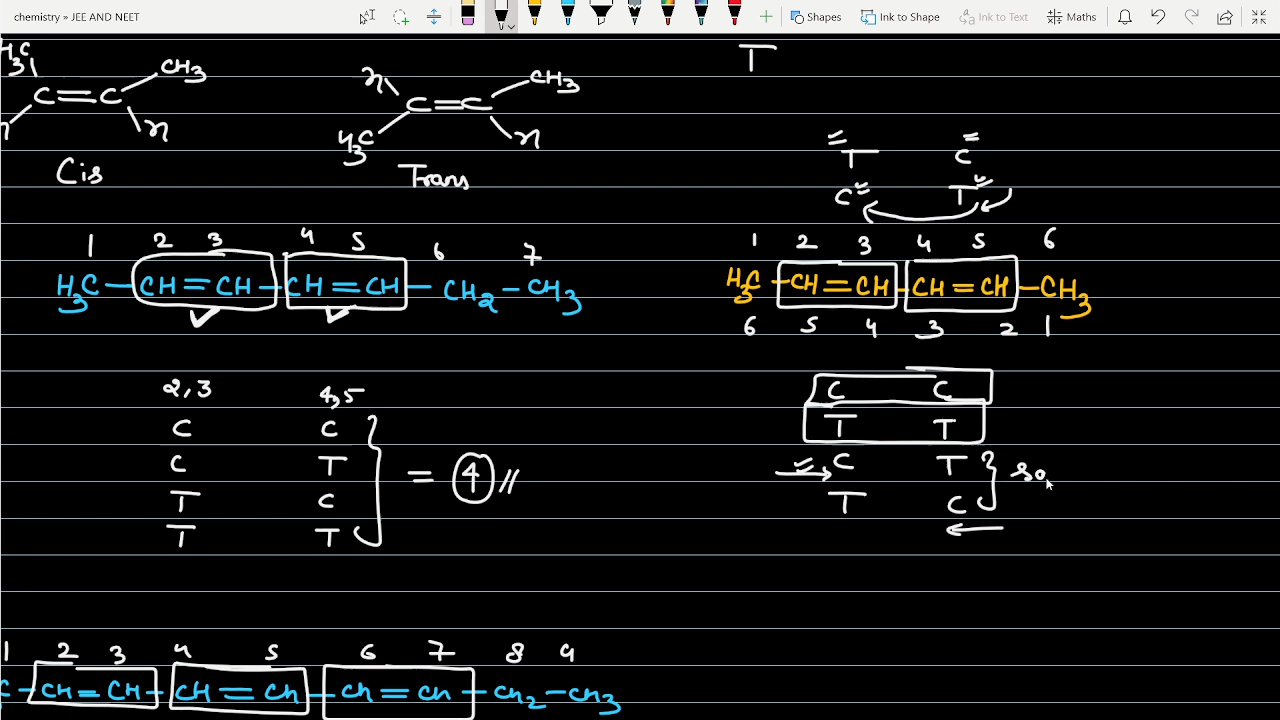 chemistry » JEE AND NEET
Shapes Ink to Shape Ink to Text Maths
H3C CH3 n CH3 T
C=C C=C
n n H3C n
Cis Trans
T C
C T
1 2 3 4 5 6 7 1 2 3 4 5 6
H3C-CH=CH-CH=CH-CH2-CH3 H3C-CH=CH-CH=CH-CH3
6 5 4 3 2 1
2,3 4,5 C C
C C T T
C T = 4 C T } sa
T C T C
T T
1 2 3 4 5 6 7 8 9
C-CH=CH-CH=Ch-Ch=Ch-CH2-CH3